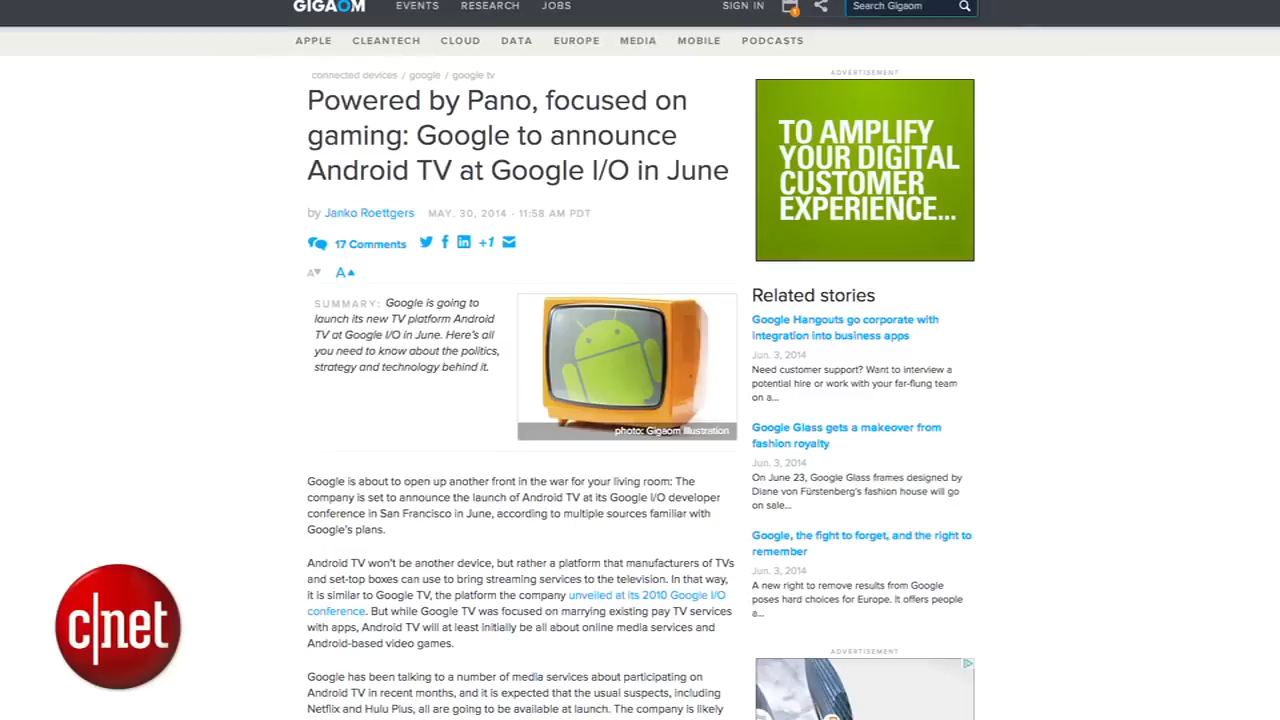 GIGAOM
EVENTS
RESEARCH
JOBS
SIGN IN
Search Gigaom
APPLE
CLEANTECH
CLOUD
DATA
EUROPE
MEDIA
MOBILE
PODCASTS
connected devices / google / google tv
Powered by Pano, focused on
gaming: Google to announce
Android TV at Google I/O in June
by Janko Roettgers MAY. 30, 2014 - 11:58 AM PDT
17 Comments
+1
A▼ A▲
SUMMARY: Google is going to
launch its new TV platform Android
TV at Google I/O in June. Here's all
you need to know about the politics,
strategy and technology behind it.
photo: Gigaom Illustration
Google is about to open up another front in the war for your living room: The
company is set to announce the launch of Android TV at its Google I/O developer
conference in San Francisco in June, according to multiple sources familiar with
Google's plans.
Android TV won't be another device, but rather a platform that manufacturers of TVs
and set-top boxes can use to bring streaming services to the television. In that way,
it is similar to Google TV, the platform the company unveiled at its 2010 Google I/O
conference. But while Google TV was focused on marrying existing pay TV services
with apps, Android TV will at least initially be all about online media services and
Android-based video games.
Google has been talking to a number of media services about participating on
Android TV in recent months, and it is expected that the usual suspects, including
Netflix and Hulu Plus, all are going to be available at launch. The company is likely
ADVERTISEMENT
TO AMPLIFY
YOUR DIGITAL
CUSTOMER
EXPERIENCE...
Related stories
Google Hangouts go corporate with
integration into business apps
Jun. 3, 2014
Need customer support? Want to interview a
potential hire or work with your far-flung team
on a...
Google Glass gets a makeover from
fashion royalty
Jun. 3, 2014
On June 23, Google Glass frames designed by
Diane von Fürstenberg's fashion house will go
on sale...
Google, the fight to forget, and the right to
remember
Jun. 3, 2014
A new right to remove results from Google
poses hard choices for Europe. It offers people
a...
ADVERTISEMENT
c|net